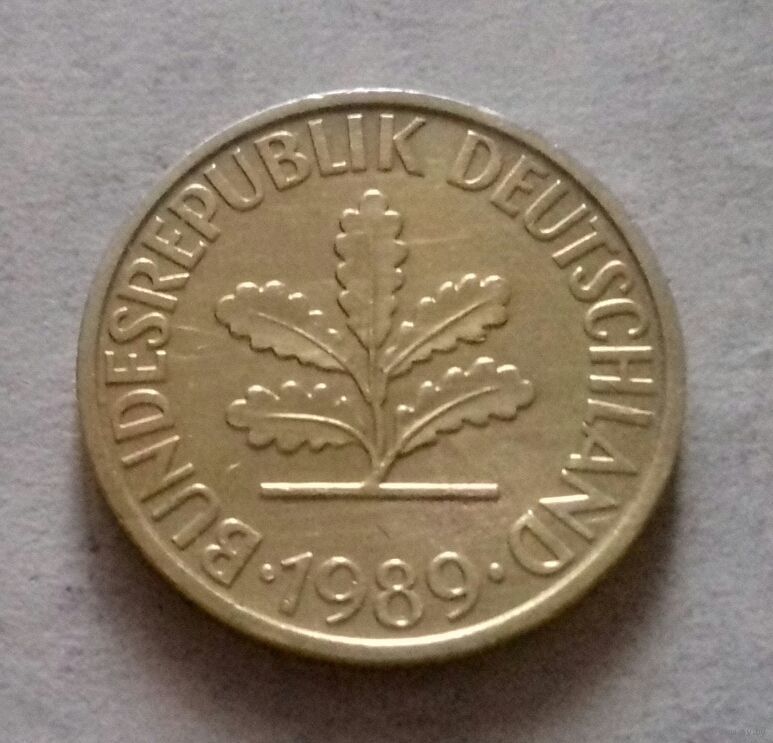 BUNDESREPUBLIK DEUTSCHLAND
· 1989 ·